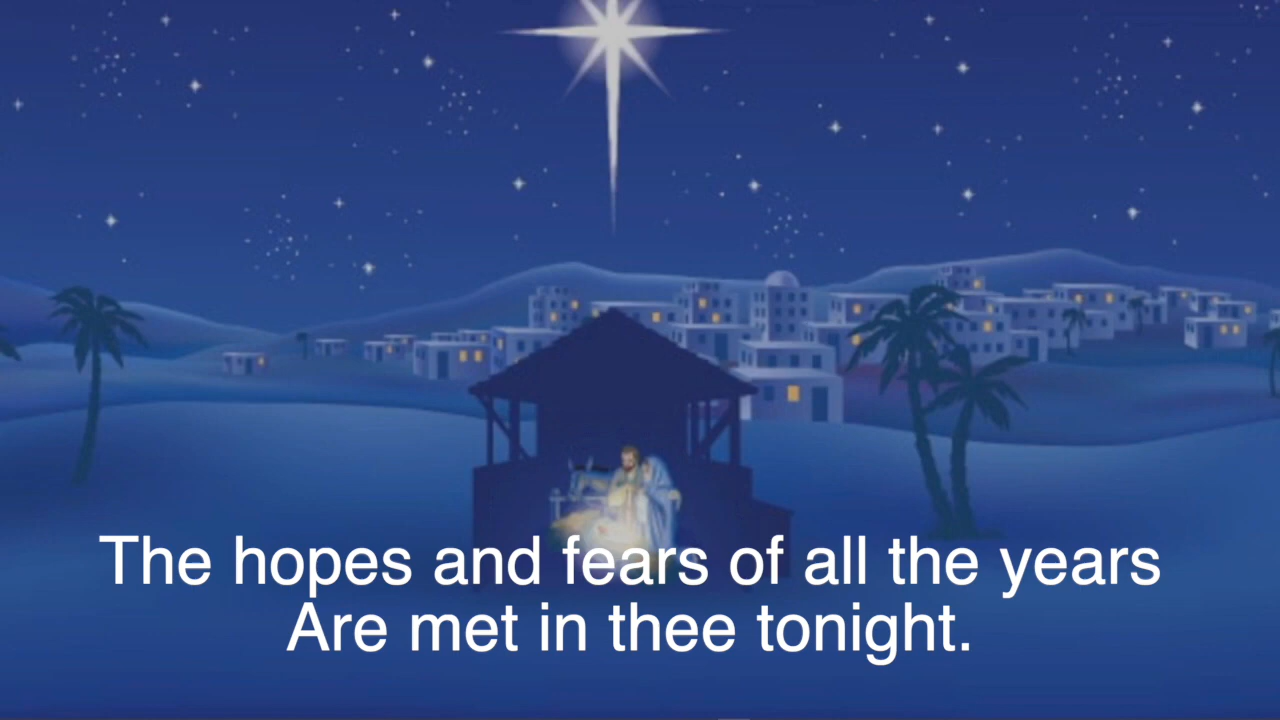 The hopes and fears of all the years
Are met in thee tonight.